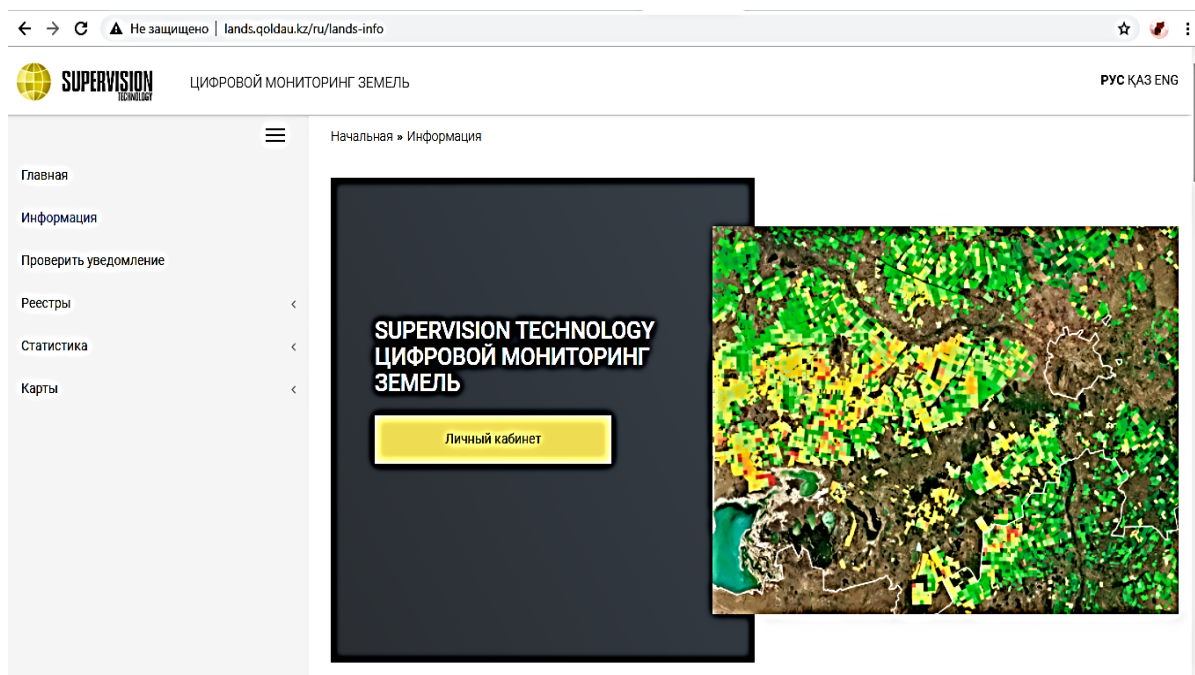 Не защищено | lands.qoldau.kz/ru/lands-info
SUPERVISION
TECHNOLOGY
ЦИФРОВОЙ МОНИТОРИНГ ЗЕМЕЛЬ
РУС ҚАЗ ENG
Начальная » Информация
Главная
Информация
Проверить уведомление
Реестры
Статистика
Карты
SUPERVISION TECHNOLOGY
ЦИФРОВОЙ МОНИТОРИНГ
ЗЕМЕЛЬ
Личный кабинет